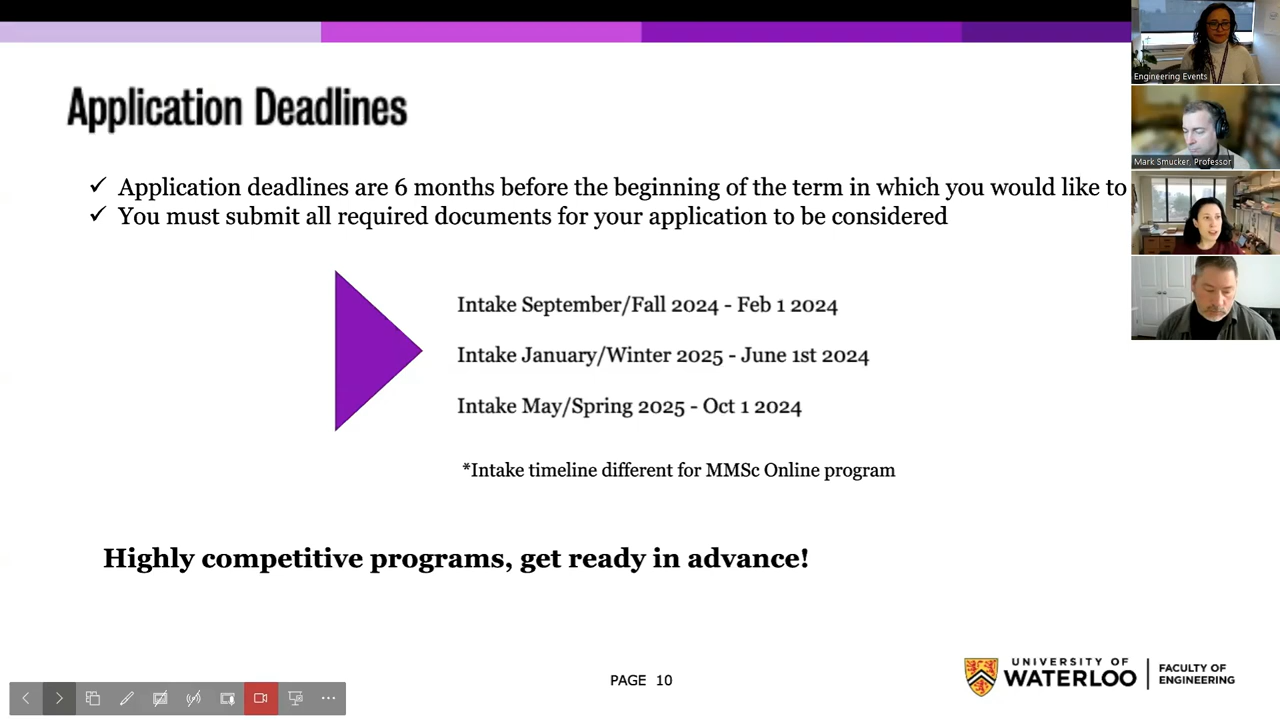 Application Deadlines
✓ Application deadlines are 6 months before the beginning of the term in which you would like to
✓ You must submit all required documents for your application to be considered
Intake September/Fall 2024 - Feb 1 2024
Intake January/Winter 2025 - June 1st 2024
Intake May/Spring 2025 - Oct 1 2024
*Intake timeline different for MMSc Online program
Highly competitive programs, get ready in advance!
PAGE 10
UNIVERSITY OF
WATERLOO
FACULTY OF
ENGINEERING
Engineering Events
Mark Smucker, Professor